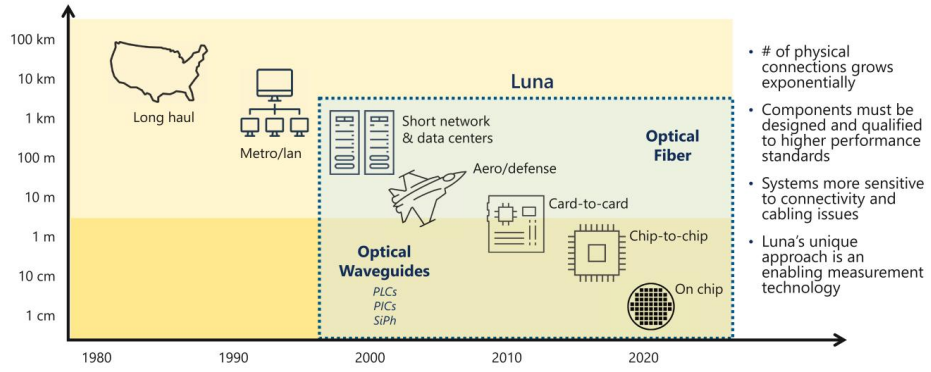 100 km
10 km
1 km
100 m
10 m
1 m
10 cm
1 cm
1980
1990
2000
2010
2020
Long haul
Metro/lan
Luna
Short network
& data centers
Optical
Fiber
Aero/defense
Card-to-card
Chip-to-chip
Optical
Waveguides
PLCs
PICs
SiPh
On chip
• # of physical
connections grows
exponentially
• Components must be
designed and qualified
to higher performance
standards
• Systems more sensitive
to connectivity and
cabling issues
• Luna's unique
approach is an
enabling measurement
technology